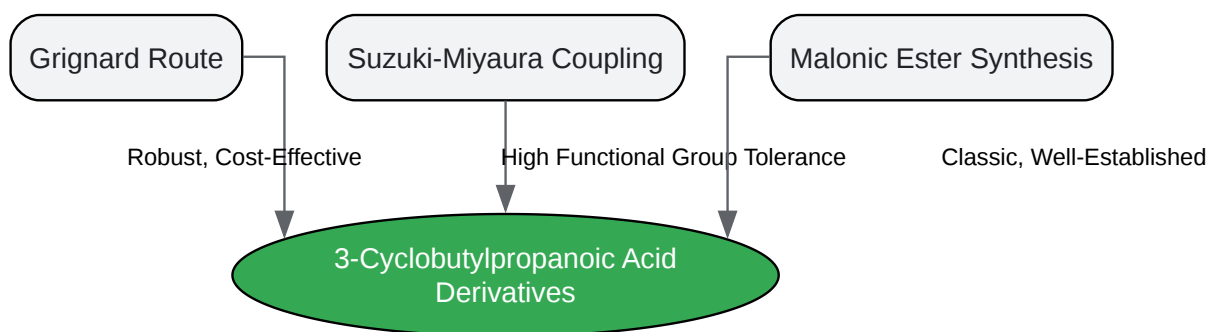 Grignard Route
Suzuki-Miyaura Coupling
Malonic Ester Synthesis
Robust, Cost-Effective
High Functional Group Tolerance
Classic, Well-Established
3-Cyclobutylpropanoic Acid
Derivatives